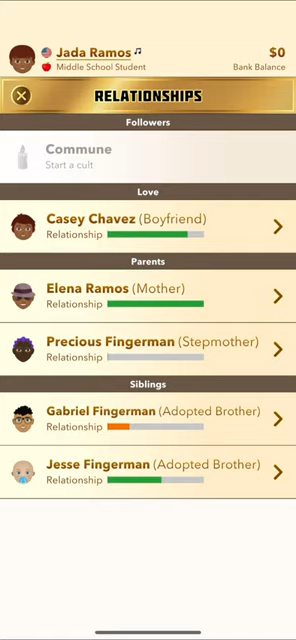 Jada Ramos
$0
Middle School Student
Bank Balance
RELATIONSHIPS
Followers
Commune
Start a cult
Love
Casey Chavez (Boyfriend)
Relationship
Parents
Elena Ramos (Mother)
Relationship
Precious Fingerman (Stepmother)
Relationship
Siblings
Gabriel Fingerman (Adopted Brother)
Relationship
Jesse Fingerman (Adopted Brother)
Relationship